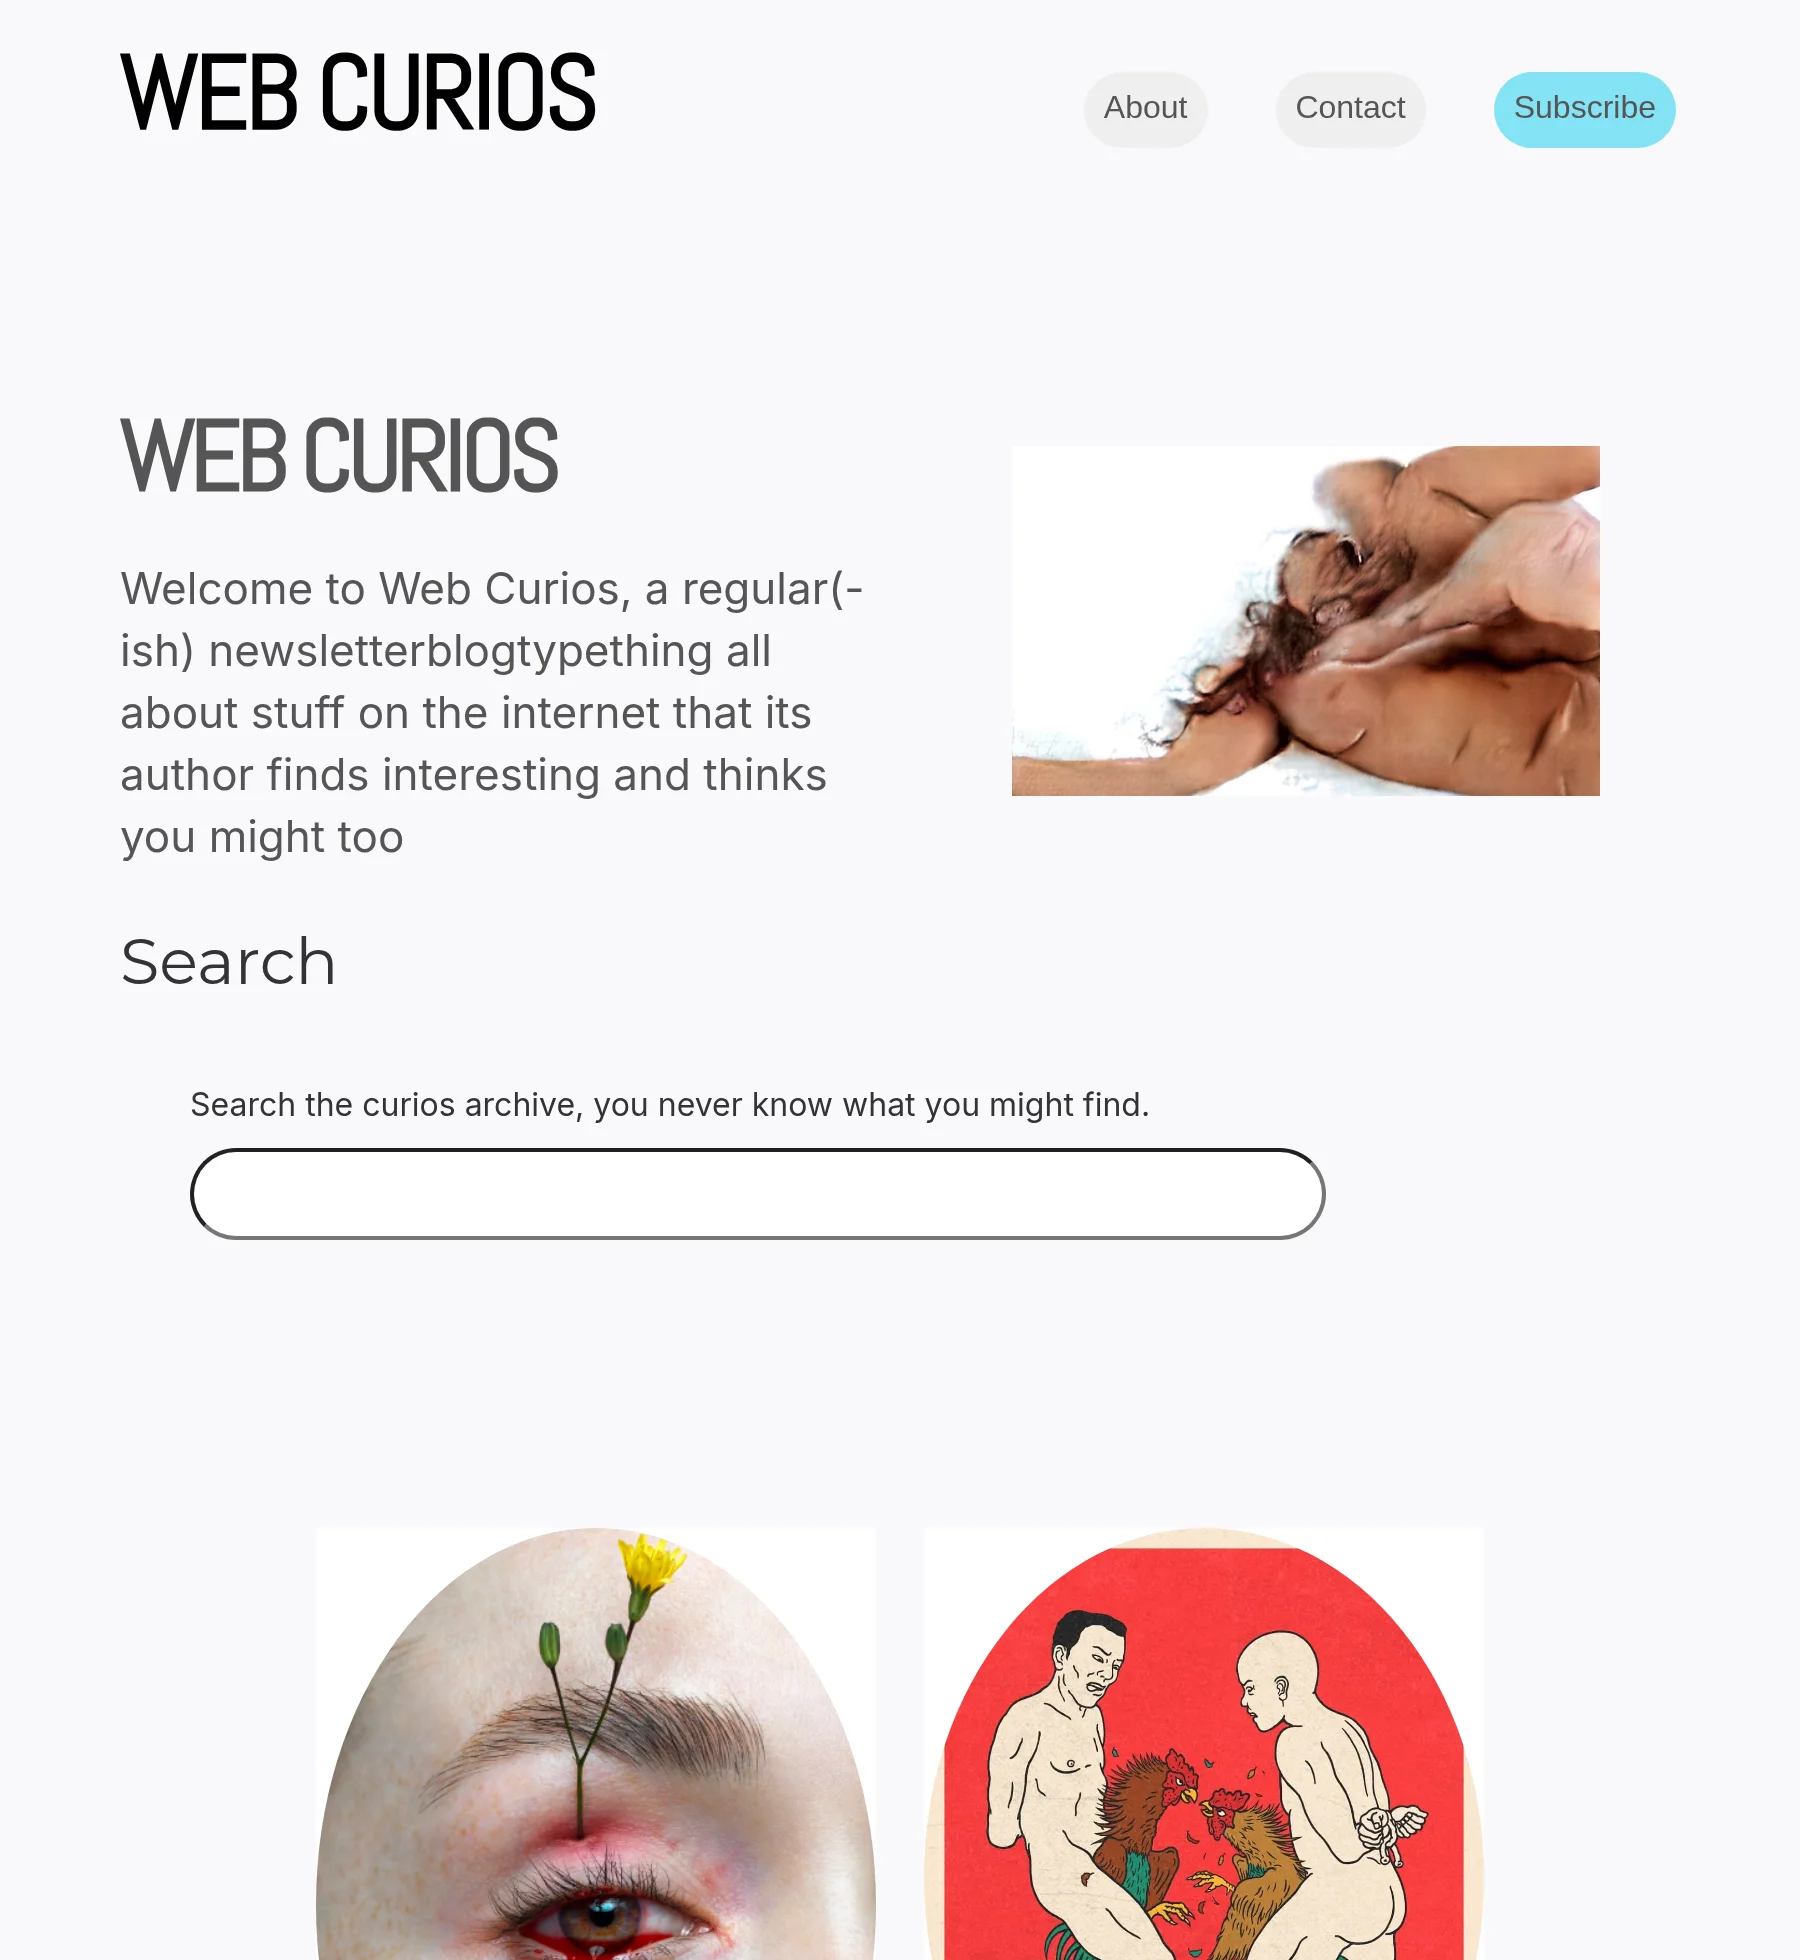 WEB CURIOS
About
Contact
Subscribe
WEB CURIOS
Welcome to Web Curios, a regular(-
ish) newsletterblogtypething all
about stuff on the internet that its
author finds interesting and thinks
you might too
Search
Search the curios archive, you never know what you might find.